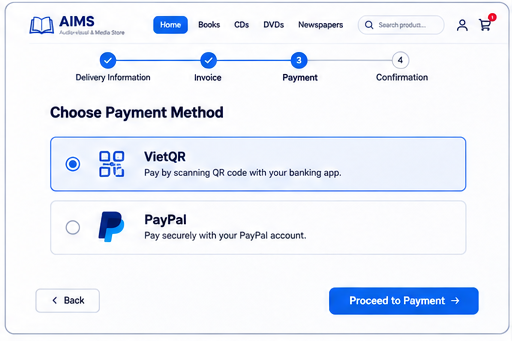 AIMS
Audio-visual & Media Store
Home Books CDs DVDs Newspapers
Search product...
1
3
4
Delivery Information
Invoice
Payment
Confirmation
Choose Payment Method
VietQR
Pay by scanning QR code with your banking app.
PayPal
Pay securely with your PayPal account.
Back
Proceed to Payment →